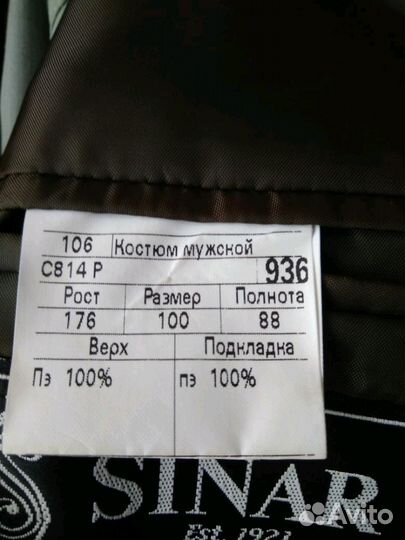 106 Костюм мужской
С814 Р 936
Рост Размер Полнота
176 100 88
Верх Подкладка
Пэ 100% пэ 100%
SINAR
Est. 1921
Avito